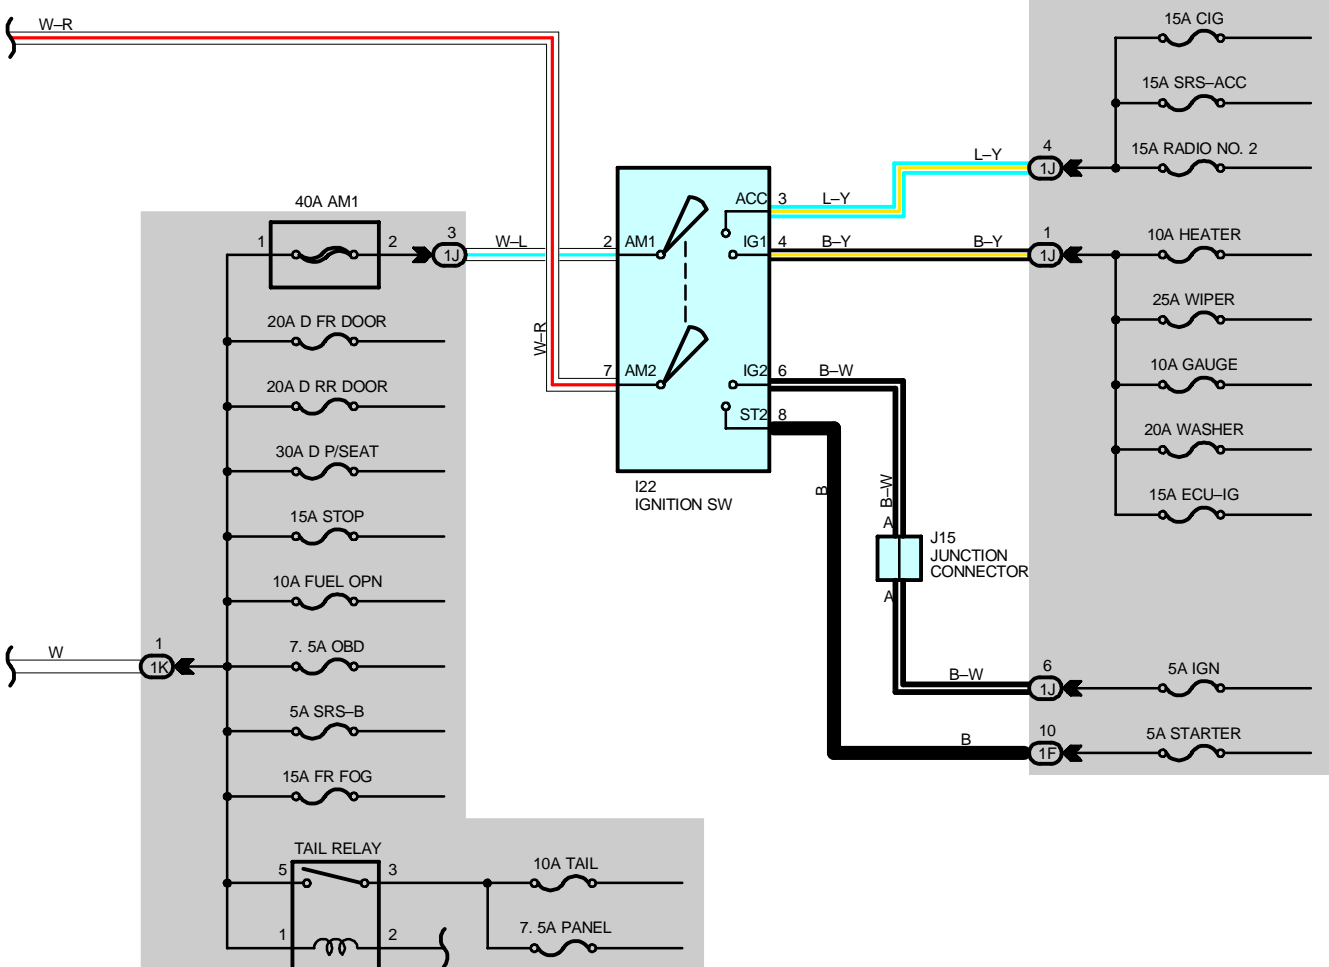 W–R
15A CIG
15A SRS–ACC
15A RADIO NO. 2
4
1J
L–Y
L–Y
ACC 3
40A AM1
1 2
3
1J
W–L
2 AM1
IG1 4
B–Y
B–Y
1
1J
10A HEATER
25A WIPER
10A GAUGE
20A WASHER
15A ECU–IG
20A D FR DOOR
W–R
7 AM2
IG2 6
B–W
ST2 8
20A D RR DOOR
30A D P/SEAT
I22
IGNITION SW
B
B–W
A
J15
JUNCTION
CONNECTOR
A
15A STOP
10A FUEL OPN
W
1
1K
7. 5A OBD
B–W
6
1J
5A IGN
5A SRS–B
B
10
1F
5A STARTER
15A FR FOG
TAIL RELAY
5 3
10A TAIL
1 2
7. 5A PANEL